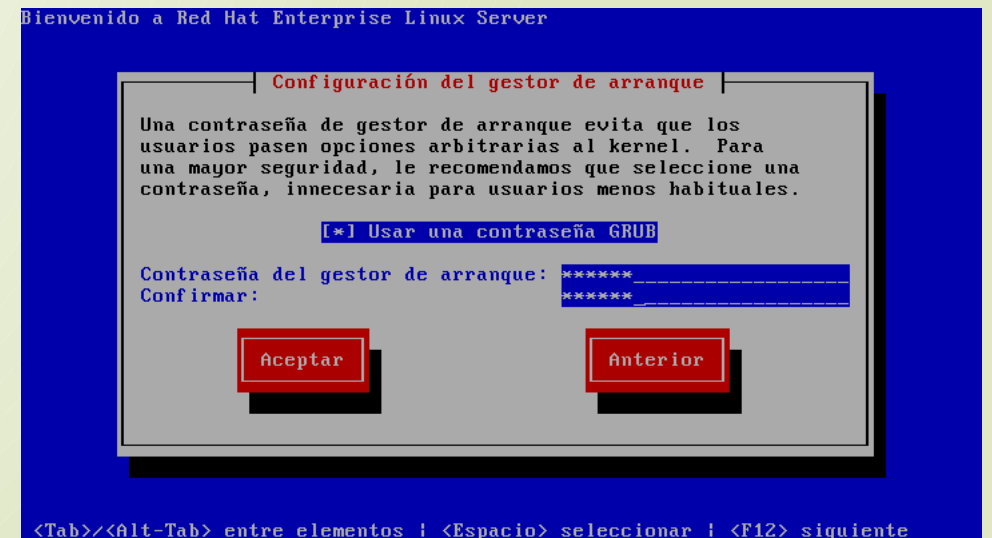 Bienvenido a Red Hat Enterprise Linux Server
Configuración del gestor de arranque
Una contraseña de gestor de arranque evita que los
usuarios pasen opciones arbitrarias al kernel. Para
una mayor seguridad, le recomendamos que seleccione una
contraseña, innecesaria para usuarios menos habituales.
[*] Usar una contraseña GRUB
Contraseña del gestor de arranque: ******__________________
Confirmar: ******__________________
Aceptar Anterior
<Tab>/<Alt-Tab> entre elementos | <Espacio> seleccionar | <F12> siguiente